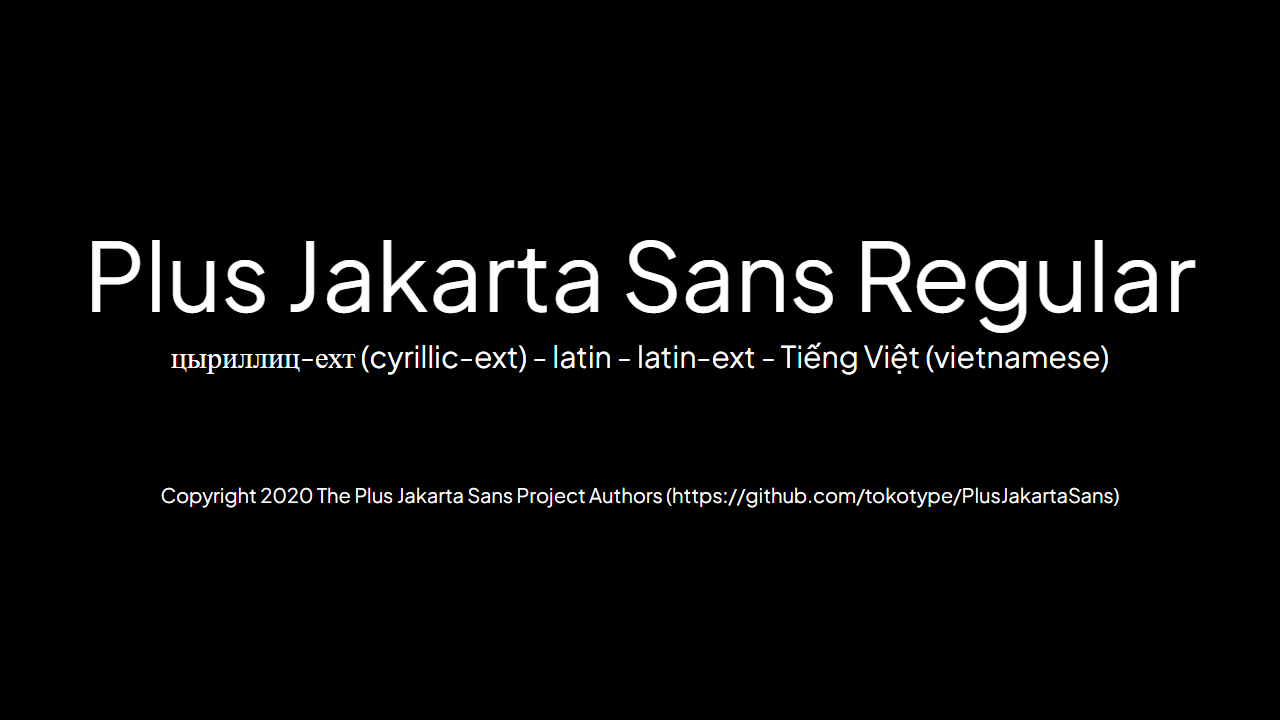 Plus Jakarta Sans Regular
цыриллиц-ехт (cyrillic-ext) - latin - latin-ext - Tiếng Việt (vietnamese)
Copyright 2020 The Plus Jakarta Sans Project Authors (https://github.com/tokotype/PlusJakartaSans)